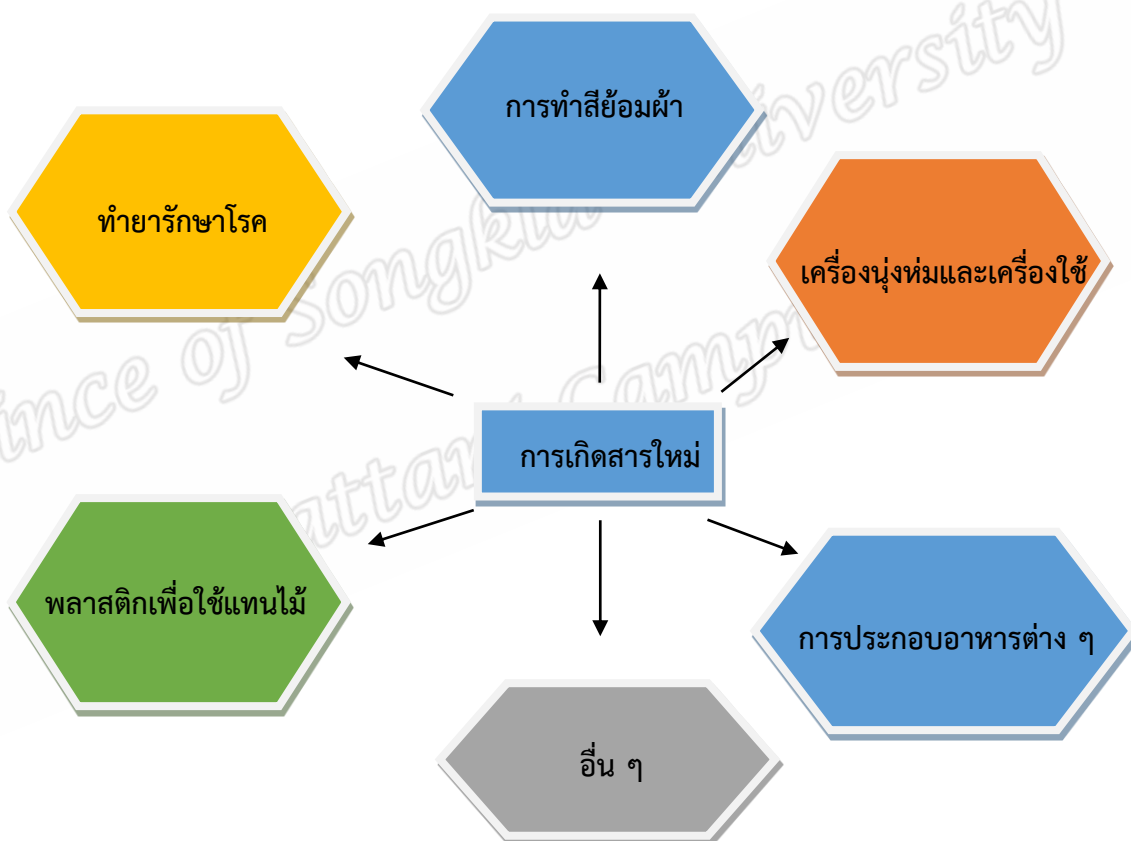 การทำสีย้อมผ้า
ทำยารักษาโรค
เครื่องนุ่งห่มและเครื่องใช้
การเกิดสารใหม่
พลาสติกเพื่อใช้แทนไม้
การประกอบอาหารต่าง ๆ
อื่น ๆ